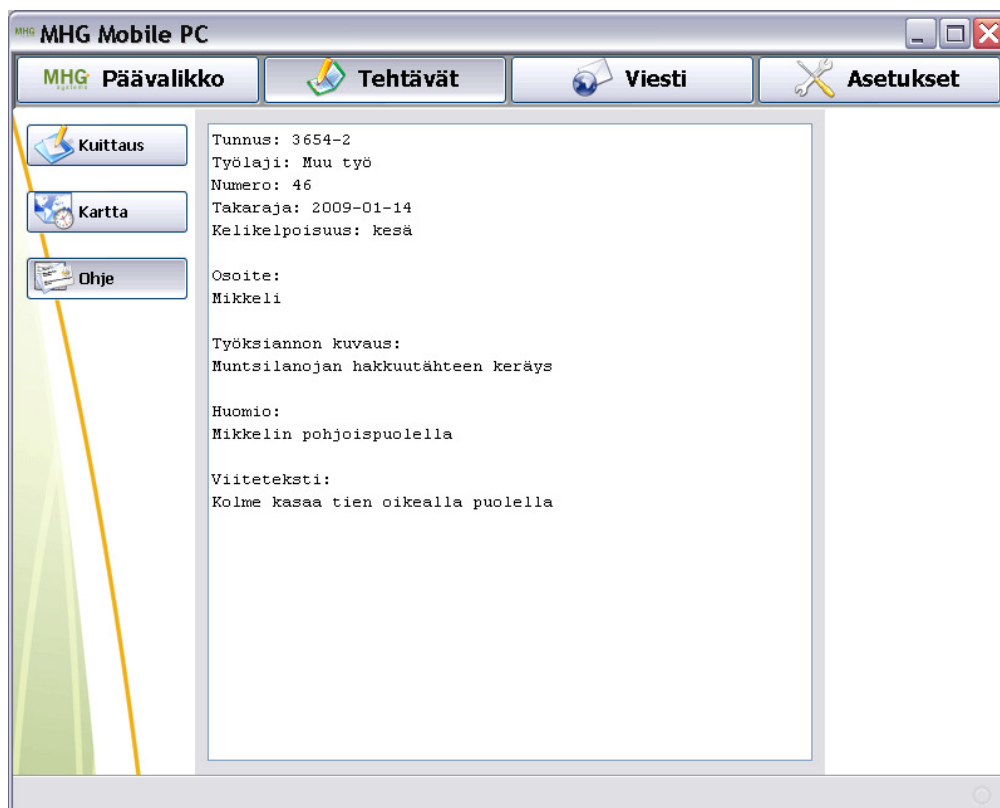 MHG MHG Mobile PC
MHG systems Päävalikko
Tehtävät
Viesti
Asetukset
Kuittaus
Kartta
Ohje
Tunnus: 3654-2
Työlaji: Muu työ
Numero: 46
Takaraja: 2009-01-14
Kelikelpoisuus: kesä
Osoite:
Mikkeli
Työksiannon kuvaus:
Muntsilanojan hakkuutähteen keräys
Huomio:
Mikkelin pohjoispuolella
Viiteteksti:
Kolme kasaa tien oikealla puolella